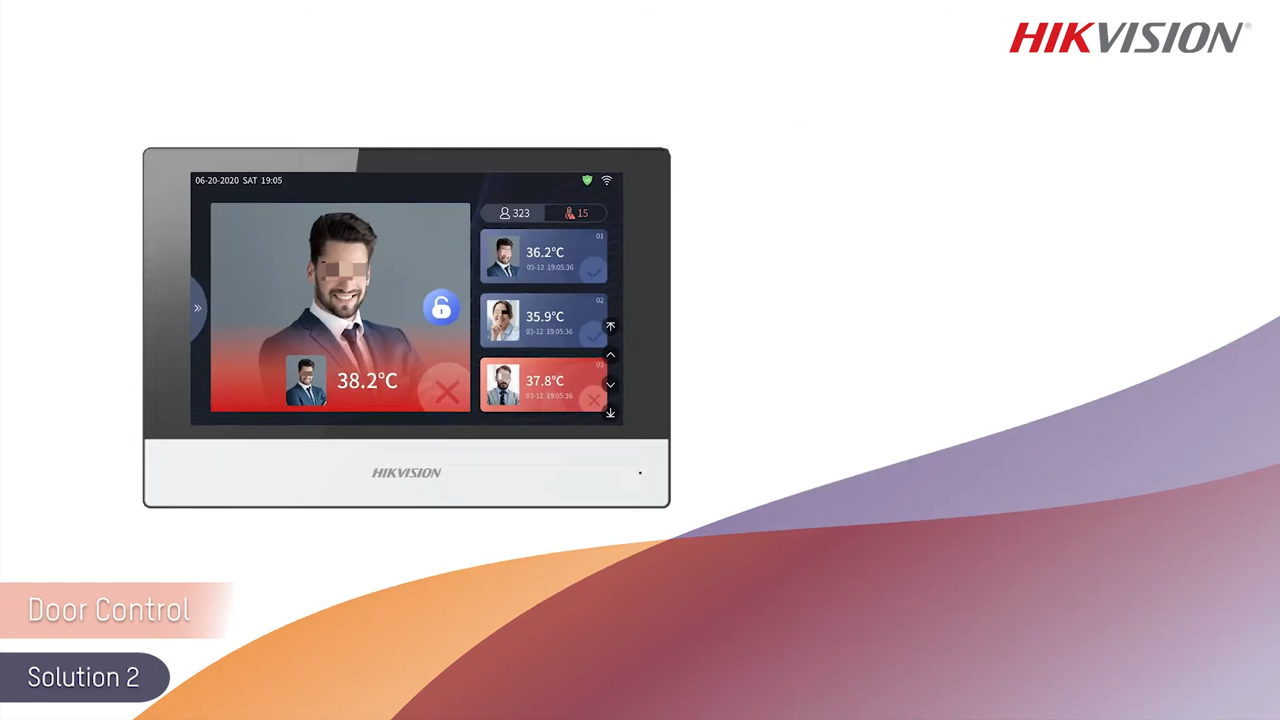 HIKVISION®
06-20-2020 SAT 19:05
323
15
01
36.2°C
03-12 19:05:36
02
35.9°C
03-12 19:05:36
03
37.8°C
03-12 19:05:36
38.2°C
HIKVISION
Door Control
Solution 2